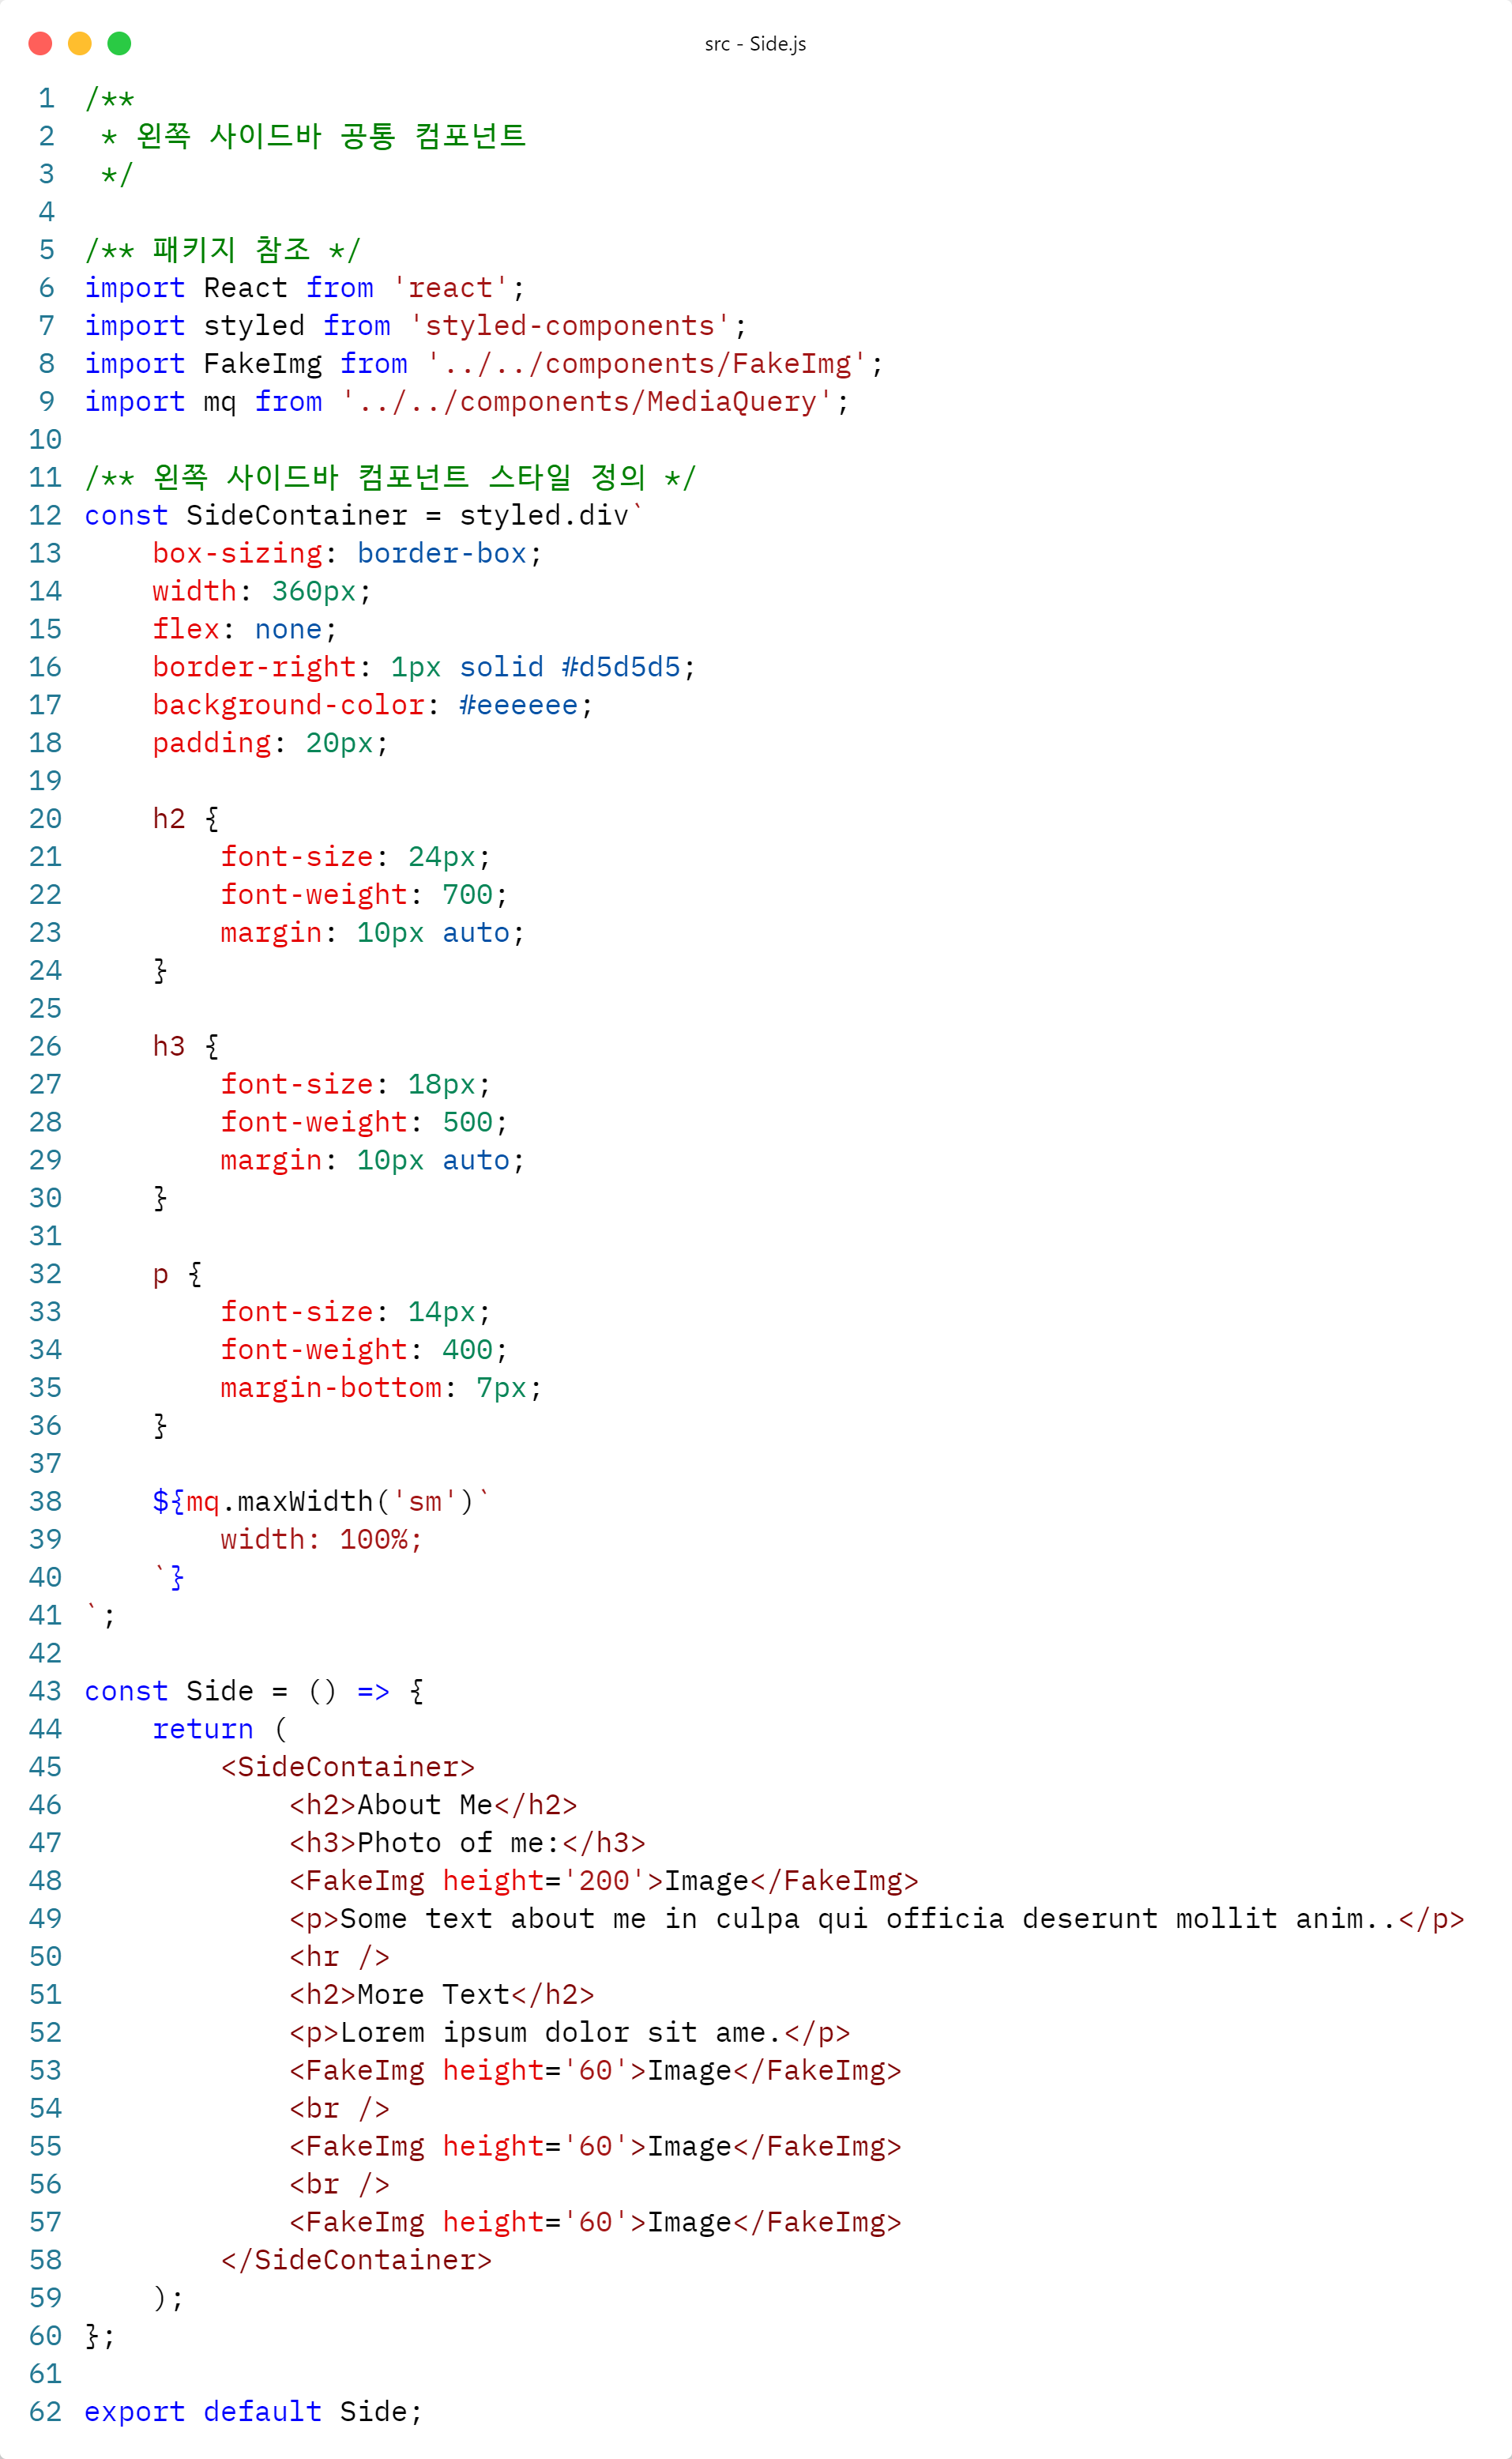 src - Side.js
1 /**
2  * 왼쪽 사이드바 공통 컴포넌트
3  */
4
5 /** 패키지 참조 */
6 import React from 'react';
7 import styled from 'styled-components';
8 import FakeImg from '../../components/FakeImg';
9 import mq from '../../components/MediaQuery';
10
11 /** 왼쪽 사이드바 컴포넌트 스타일 정의 */
12 const SideContainer = styled.div`
13     box-sizing: border-box;
14     width: 360px;
15     flex: none;
16     border-right: 1px solid #d5d5d5;
17     background-color: #eeeeee;
18     padding: 20px;
19
20     h2 {
21         font-size: 24px;
22         font-weight: 700;
23         margin: 10px auto;
24     }
25
26     h3 {
27         font-size: 18px;
28         font-weight: 500;
29         margin: 10px auto;
30     }
31
32     p {
33         font-size: 14px;
34         font-weight: 400;
35         margin-bottom: 7px;
36     }
37
38     ${mq.maxWidth('sm')`
39         width: 100%;
40     `}
41 `;
42
43 const Side = () => {
44     return (
45         <SideContainer>
46             <h2>About Me</h2>
47             <h3>Photo of me:</h3>
48             <FakeImg height='200'>Image</FakeImg>
49             <p>Some text about me in culpa qui officia deserunt mollit anim..</p>
50             <hr />
51             <h2>More Text</h2>
52             <p>Lorem ipsum dolor sit ame.</p>
53             <FakeImg height='60'>Image</FakeImg>
54             <br />
55             <FakeImg height='60'>Image</FakeImg>
56             <br />
57             <FakeImg height='60'>Image</FakeImg>
58         </SideContainer>
59     );
60 };
61
62 export default Side;